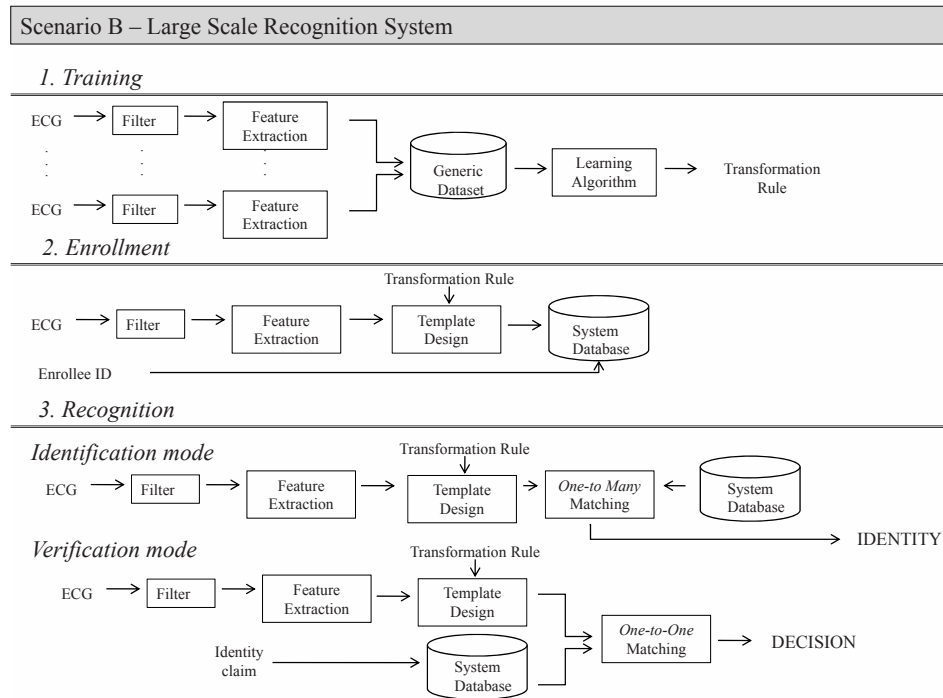 Scenario B – Large Scale Recognition System
1. Training
ECG
Filter
Feature
Extraction
ECG
Filter
Feature
Extraction
Generic
Dataset
Learning
Algorithm
Transformation
Rule
2. Enrollment
Transformation Rule
ECG
Filter
Feature
Extraction
Template
Design
System
Database
Enrollee ID
3. Recognition
Identification mode
Transformation Rule
ECG
Filter
Feature
Extraction
Template
Design
One-to Many
Matching
System
Database
IDENTITY
Verification mode
Transformation Rule
ECG
Filter
Feature
Extraction
Template
Design
One-to-One
Matching
DECISION
Identity
claim
System
Database